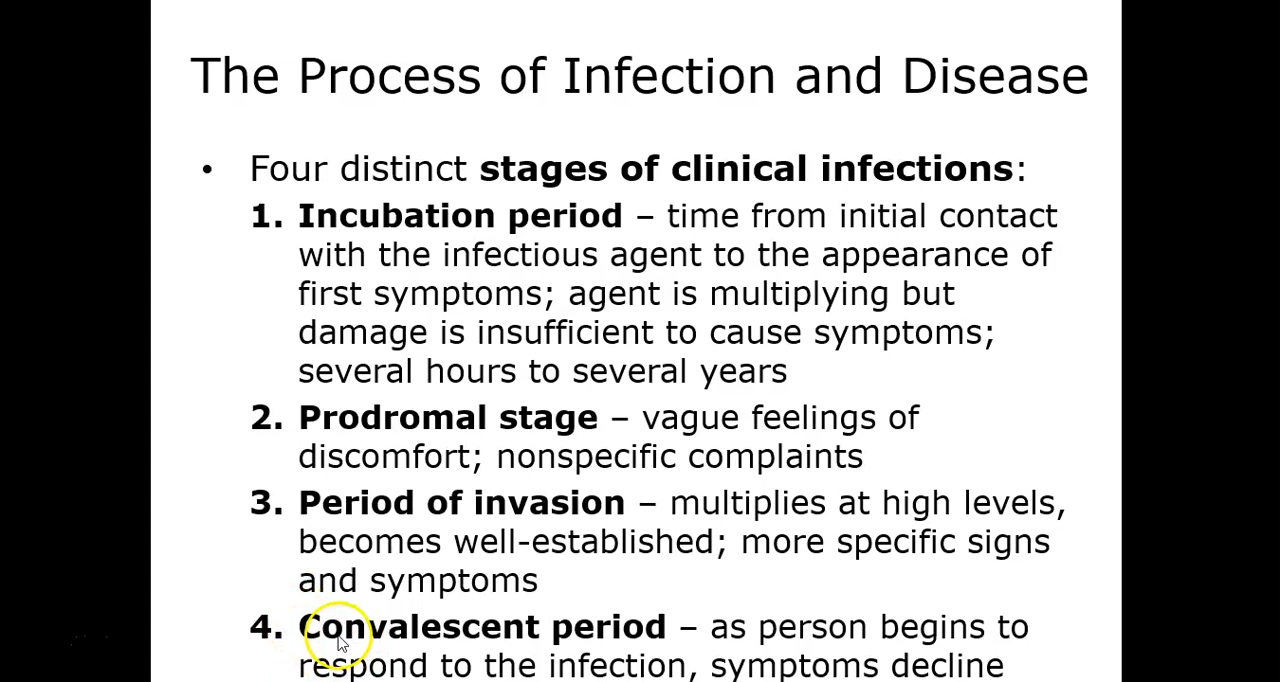 The Process of Infection and Disease
• Four distinct stages of clinical infections:
1. Incubation period – time from initial contact
with the infectious agent to the appearance of
first symptoms; agent is multiplying but
damage is insufficient to cause symptoms;
several hours to several years
2. Prodromal stage – vague feelings of
discomfort; nonspecific complaints
3. Period of invasion – multiplies at high levels,
becomes well-established; more specific signs
and symptoms
4. Convalescent period – as person begins to
respond to the infection, symptoms decline